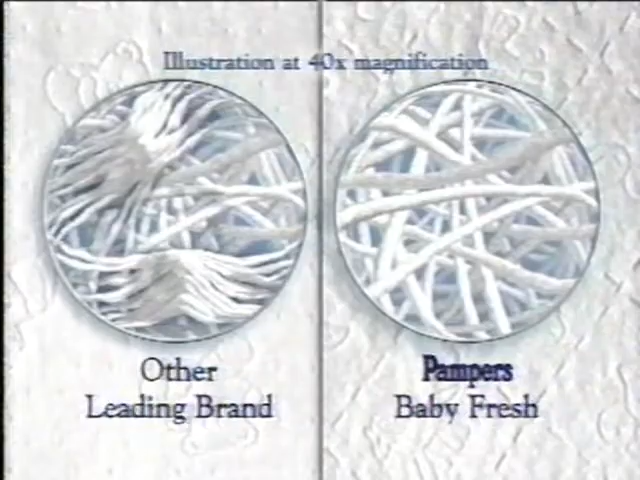 Illustration at 40x magnification
Other
Leading Brand
Pampers
Baby Fresh